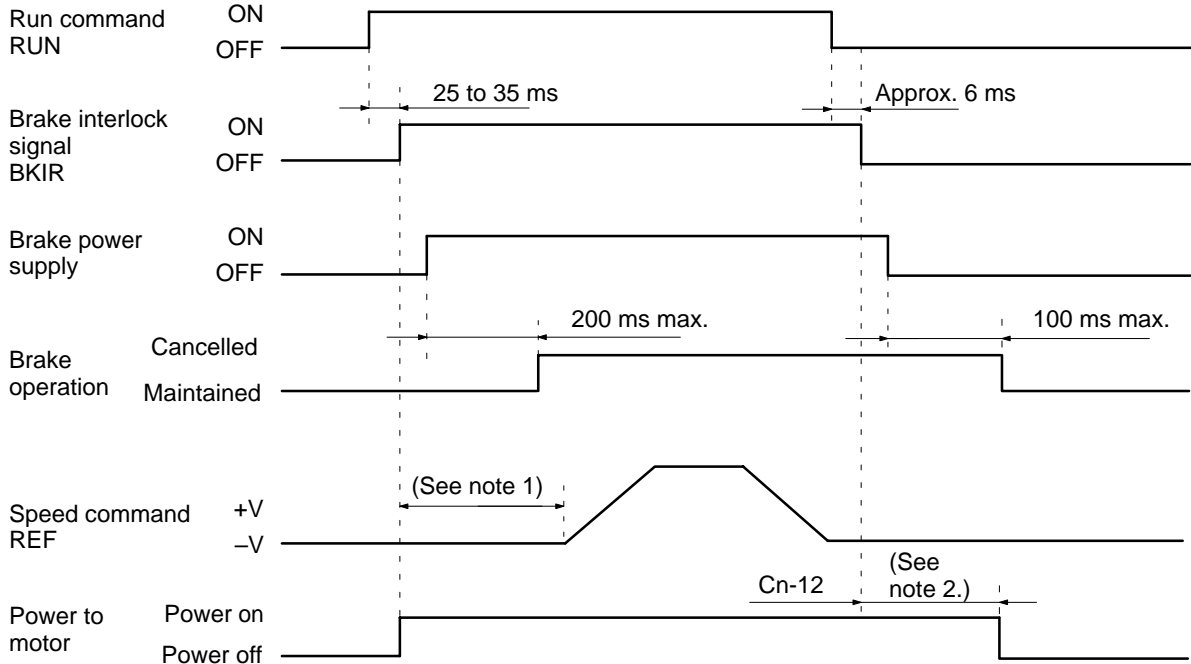 Run command
RUN
ON
OFF
25 to 35 ms
Approx. 6 ms
Brake interlock
signal
BKIR
ON
OFF
Brake power
supply
ON
OFF
200 ms max.
100 ms max.
Brake
operation
Cancelled
Maintained
(See note 1)
Speed command
REF
+V
–V
Cn-12
(See
note 2.)
Power to
motor
Power on
Power off